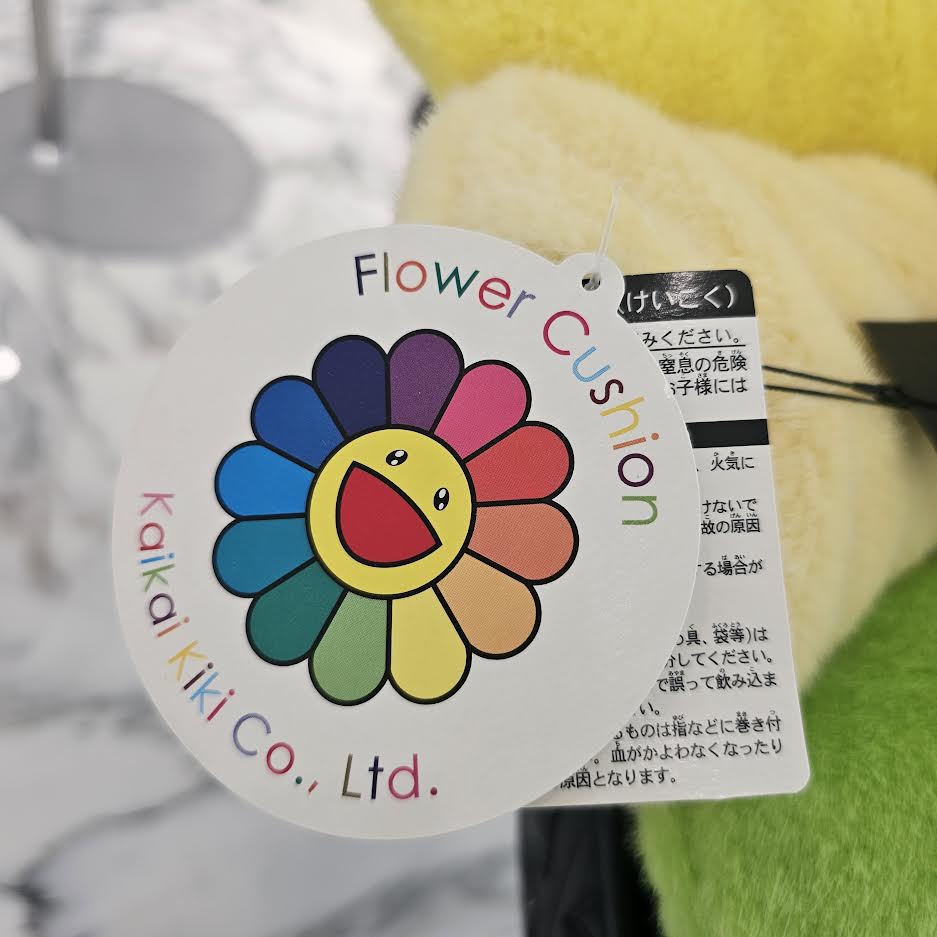 Flower Cushion
Kaikai Kiki Co., Ltd.
けいこく）
みください。
窒息の危険
お子様には
火気に
けないで
故の原因
する場合が
具、袋等)は
してください。
で誤って飲み込ま
い。
ものは指などに巻き付
。血がかよわなくなったり
原因となります。